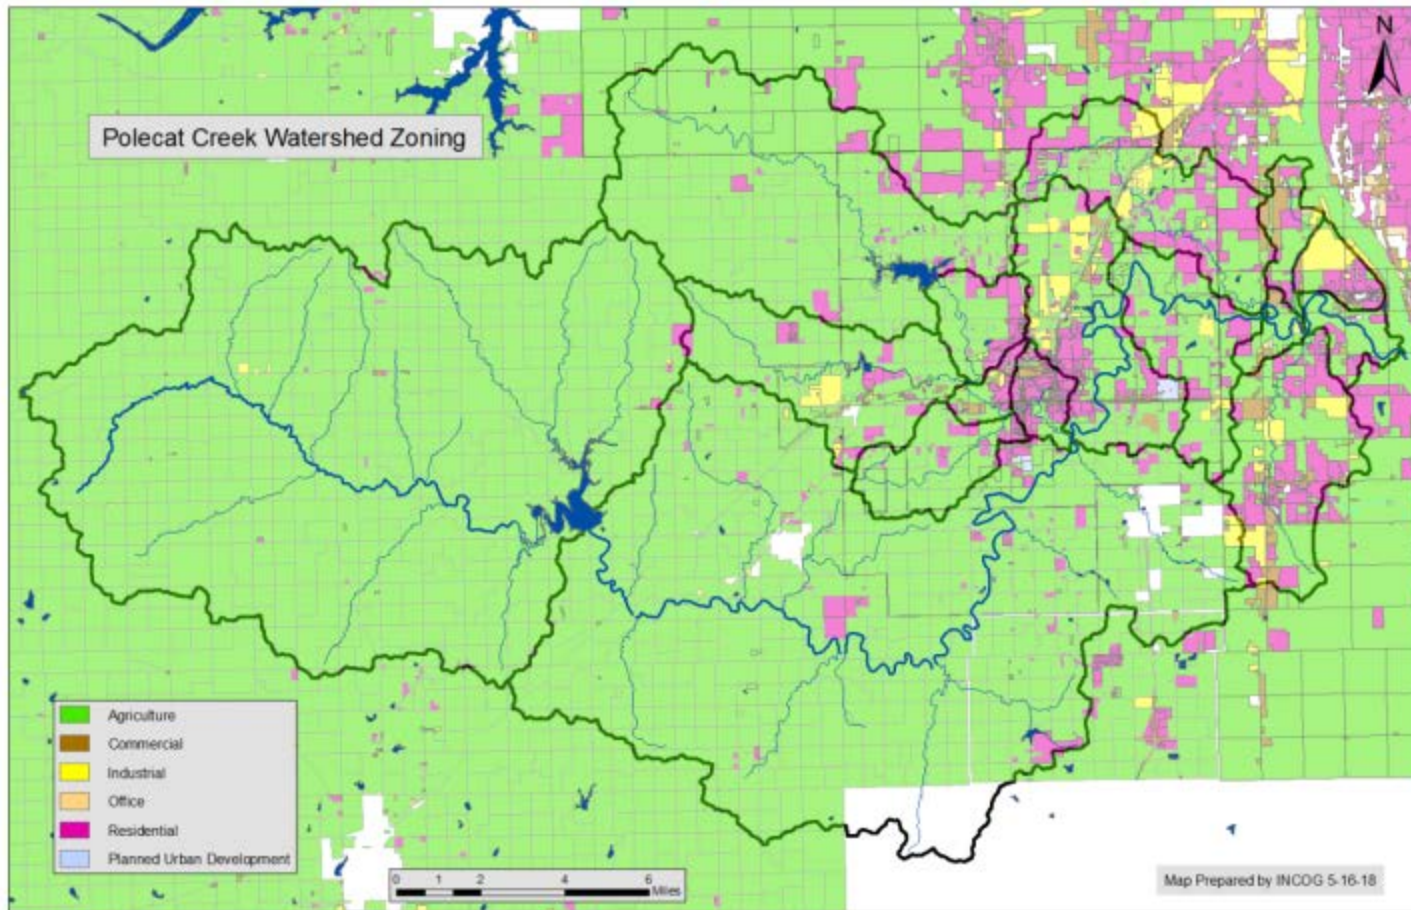 N
Polecat Creek Watershed Zoning
Agriculture
Commercial
Industrial
Office
Residential
Planned Urban Development
0 1 2 4 6
Miles
Map Prepared by INCOG 5-16-18